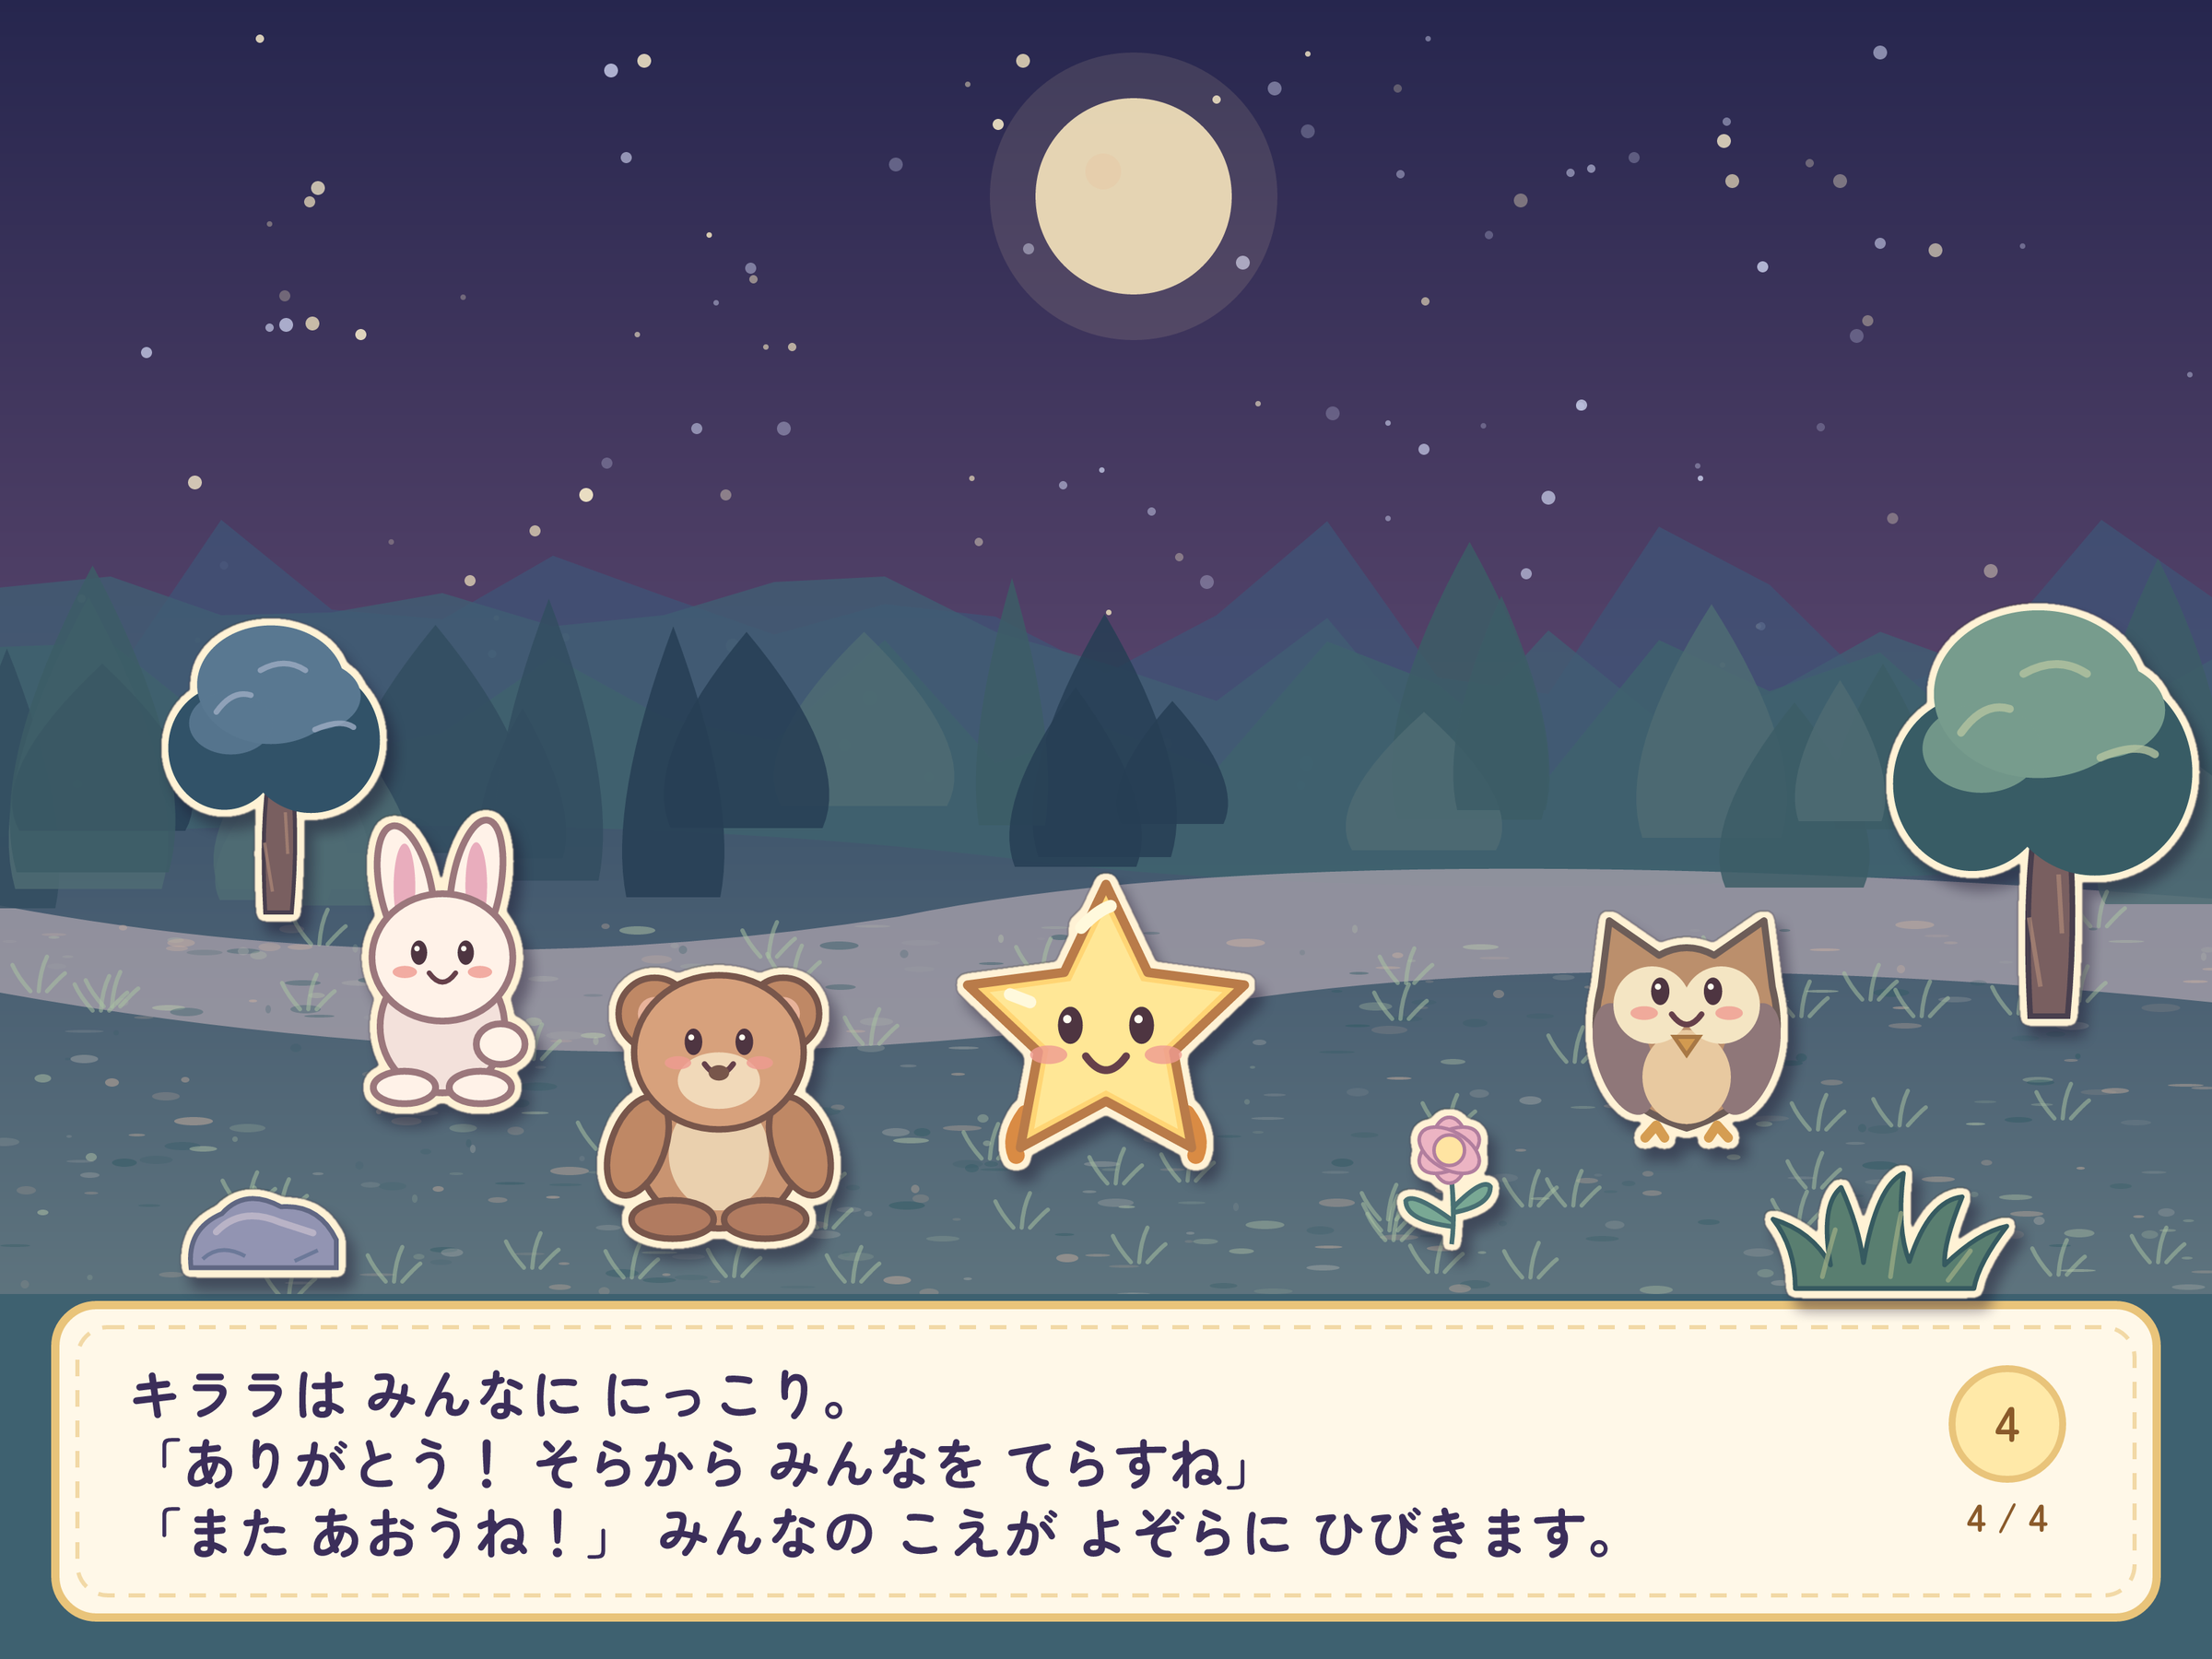 キララは みんなに にっこり。
「ありがとう！ そらから みんなを てらすね」
「また あおうね！」 みんなの こえが よぞらに ひびきます。
4
4 / 4